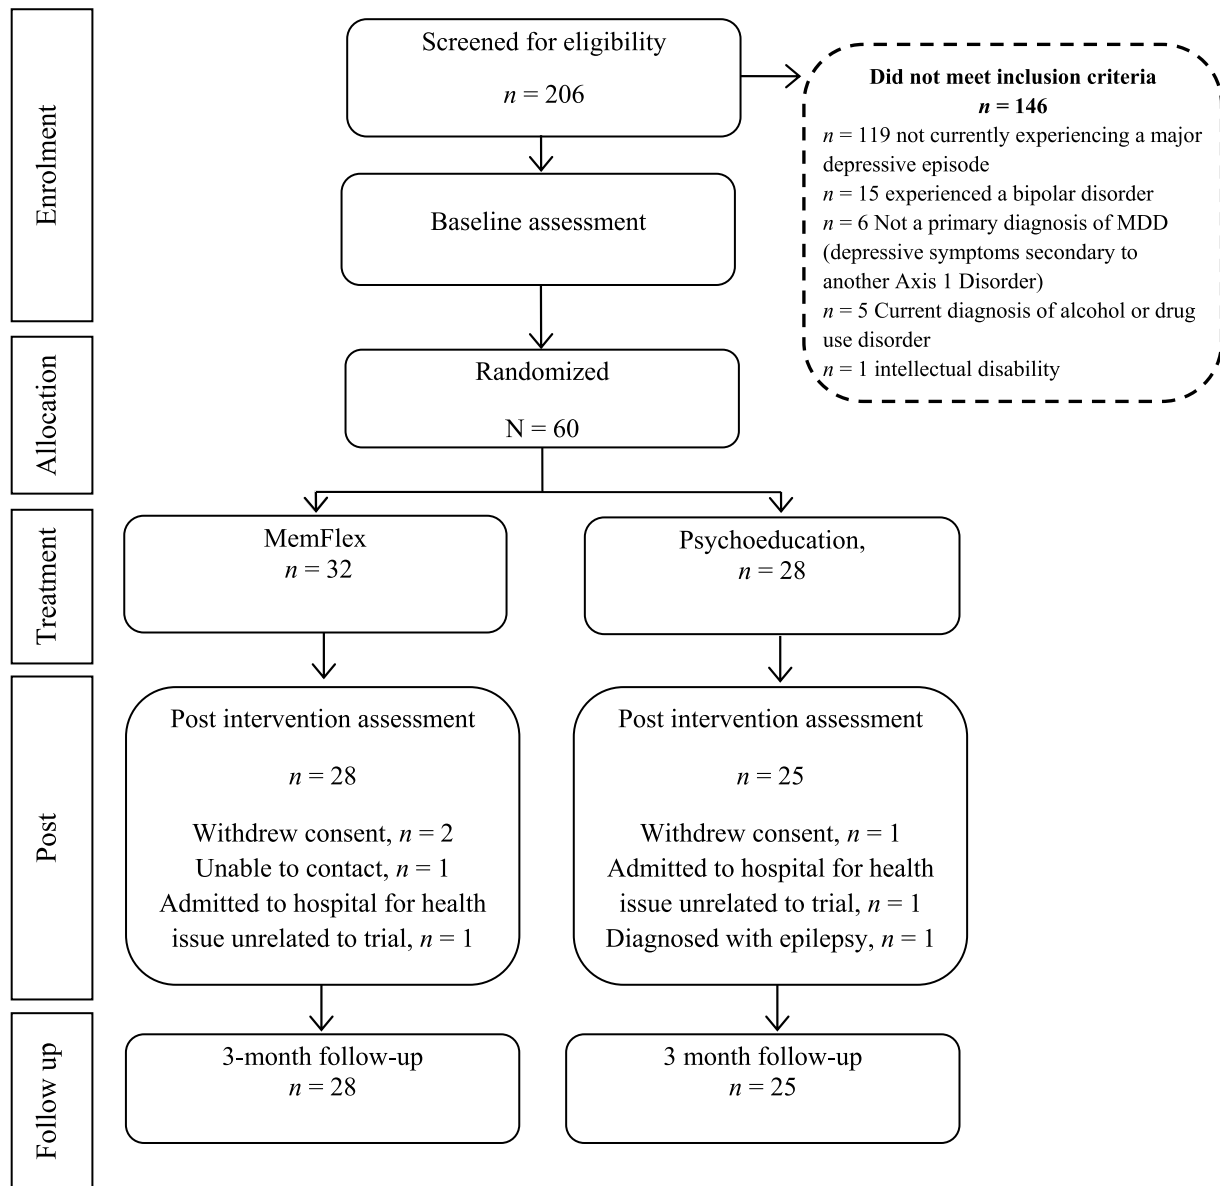 Enrolment
Screened for eligibility
n = 206
Did not meet inclusion criteria
n = 146
n = 119 not currently experiencing a major
depressive episode
n = 15 experienced a bipolar disorder
n = 6 Not a primary diagnosis of MDD
(depressive symptoms secondary to
another Axis 1 Disorder)
n = 5 Current diagnosis of alcohol or drug
use disorder
n = 1 intellectual disability
Baseline assessment
Allocation
Randomized
N = 60
Treatment
MemFlex
n = 32
Psychoeducation,
n = 28
Post
Post intervention assessment
n = 28
Withdrew consent, n = 2
Unable to contact, n = 1
Admitted to hospital for health
issue unrelated to trial, n = 1
Post intervention assessment
n = 25
Withdrew consent, n = 1
Admitted to hospital for health
issue unrelated to trial, n = 1
Diagnosed with epilepsy, n = 1
Follow up
3-month follow-up
n = 28
3 month follow-up
n = 25